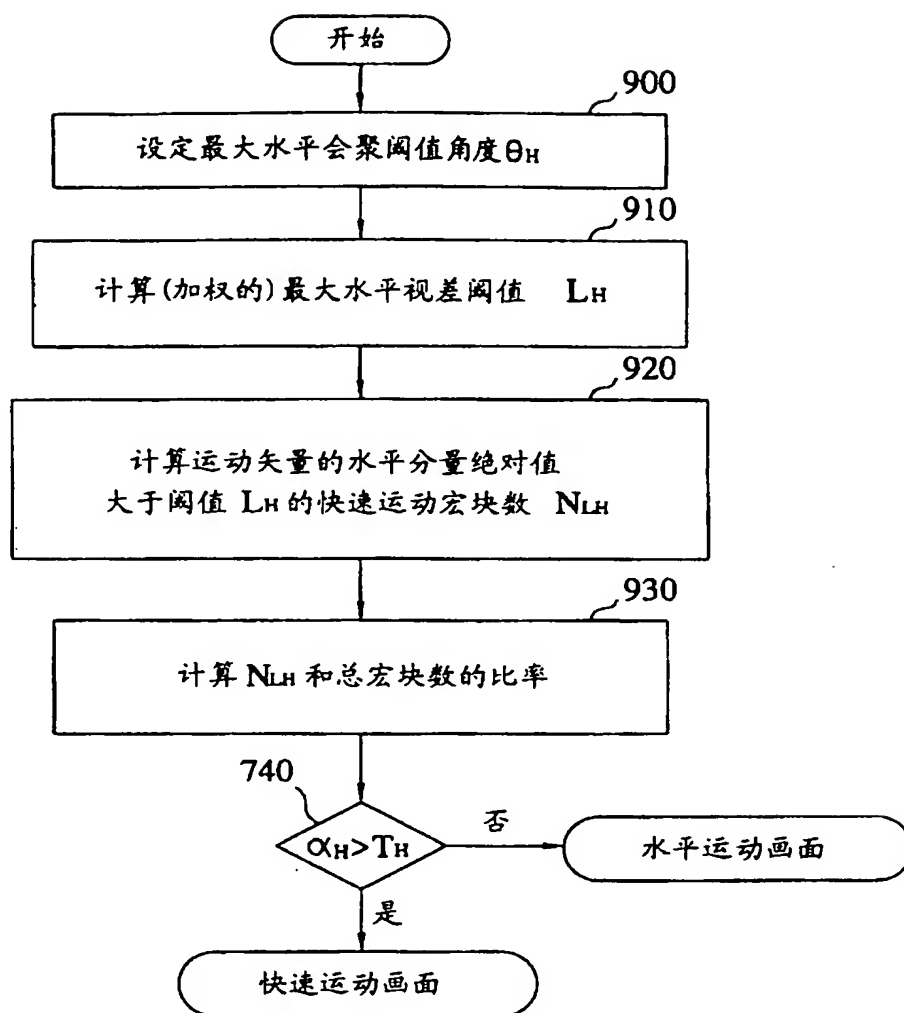 开始
900
设定最大水平会聚阈值角度θH
910
计算(加权的)最大水平视差阈值 LH
920
计算运动矢量的水平分量绝对值
大于阈值 LH 的快速运动宏块数 NLH
930
计算 NLH 和总宏块数的比率
740
αH>TH
否
水平运动画面
是
快速运动画面